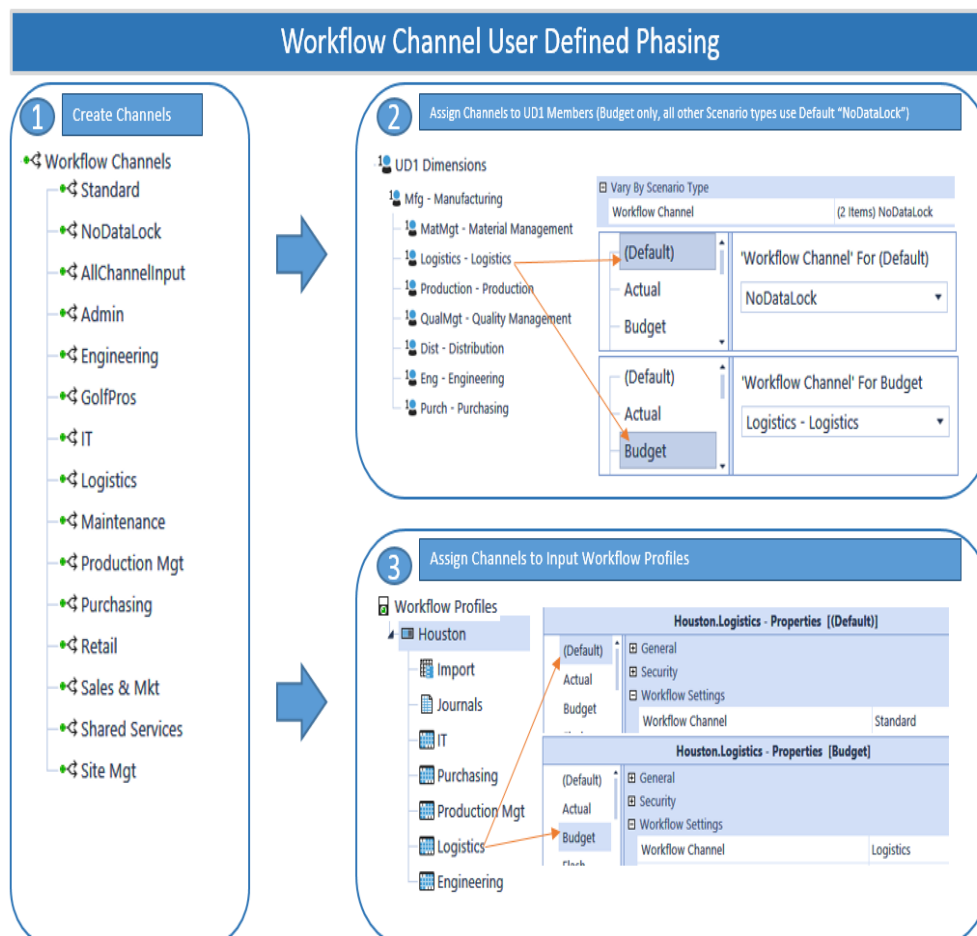 Workflow Channel User Defined Phasing
1
Create Channels
Workflow Channels
Standard
NoDataLock
AllChannelInput
Admin
Engineering
GolfPros
IT
Logistics
Maintenance
Production Mgt
Purchasing
Retail
Sales & Mkt
Shared Services
Site Mgt
2
Assign Channels to UD1 Members (Budget only, all other Scenario types use Default “NoDataLock”)
UD1 Dimensions
Mfg - Manufacturing
MatMgt - Material Management
Logistics - Logistics
Production - Production
QualMgt - Quality Management
Dist - Distribution
Eng - Engineering
Purch - Purchasing
Vary By Scenario Type
Workflow Channel (2 Items) NoDataLock
(Default)
Actual
Budget
'Workflow Channel' For (Default)
NoDataLock
(Default)
Actual
Budget
'Workflow Channel' For Budget
Logistics - Logistics
3
Assign Channels to Input Workflow Profiles
Workflow Profiles
Houston
Import
Journals
IT
Purchasing
Production Mgt
Logistics
Engineering
Houston.Logistics - Properties [(Default)]
(Default)
Actual
Budget
General
Security
Workflow Settings
Workflow Channel Standard
Houston.Logistics - Properties [Budget]
(Default)
Actual
Budget
General
Security
Workflow Settings
Workflow Channel Logistics